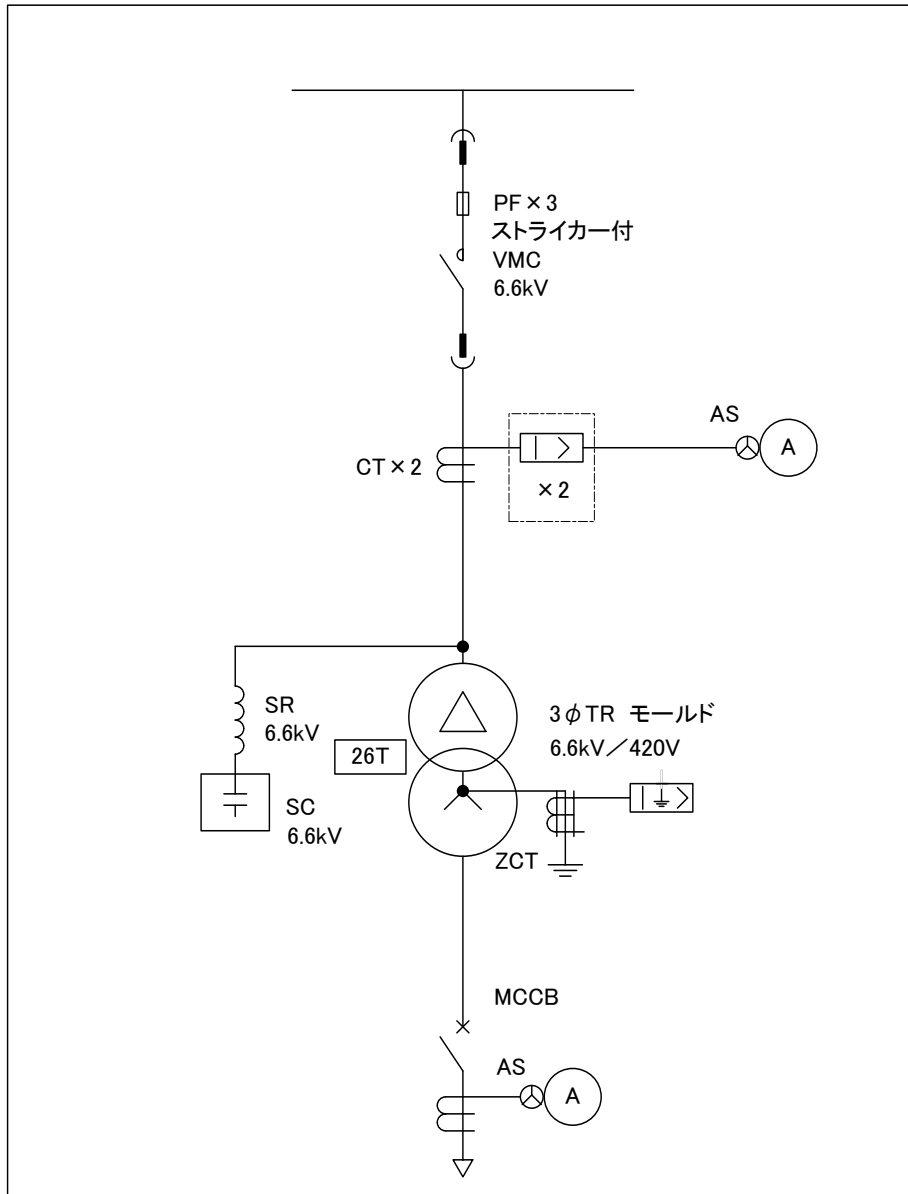 PF×3
ストライカー付
VMC
6.6kV
AS
A
CT×2
I >
×2
SR
6.6kV
3φTR モールド
6.6kV／420V
26T
I >
SC
6.6kV
ZCT
MCCB
AS
A